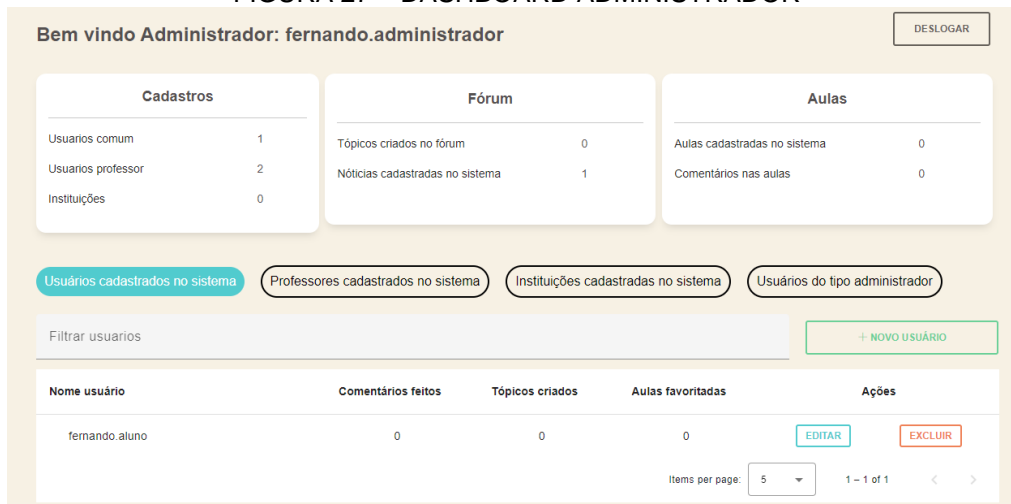 FIGURA 27 – DASHBOARD ADMINISTRADOR
Bem vindo Administrador: fernando.administrador
DESLOGAR
Cadastros
Usuarios comum 1
Usuarios professor 2
Instituições 0
Fórum
Tópicos criados no fórum 0
Nóticias cadastradas no sistema 1
Aulas
Aulas cadastradas no sistema 0
Comentários nas aulas 0
Usuários cadastrados no sistema
Professores cadastrados no sistema
Instituições cadastradas no sistema
Usuários do tipo administrador
Filtrar usuarios
+ NOVO USUÁRIO
Nome usuário Comentários feitos Tópicos criados Aulas favoritadas Ações
fernando.aluno 0 0 0 EDITAR EXCLUIR
Items per page: 5 1 – 1 of 1